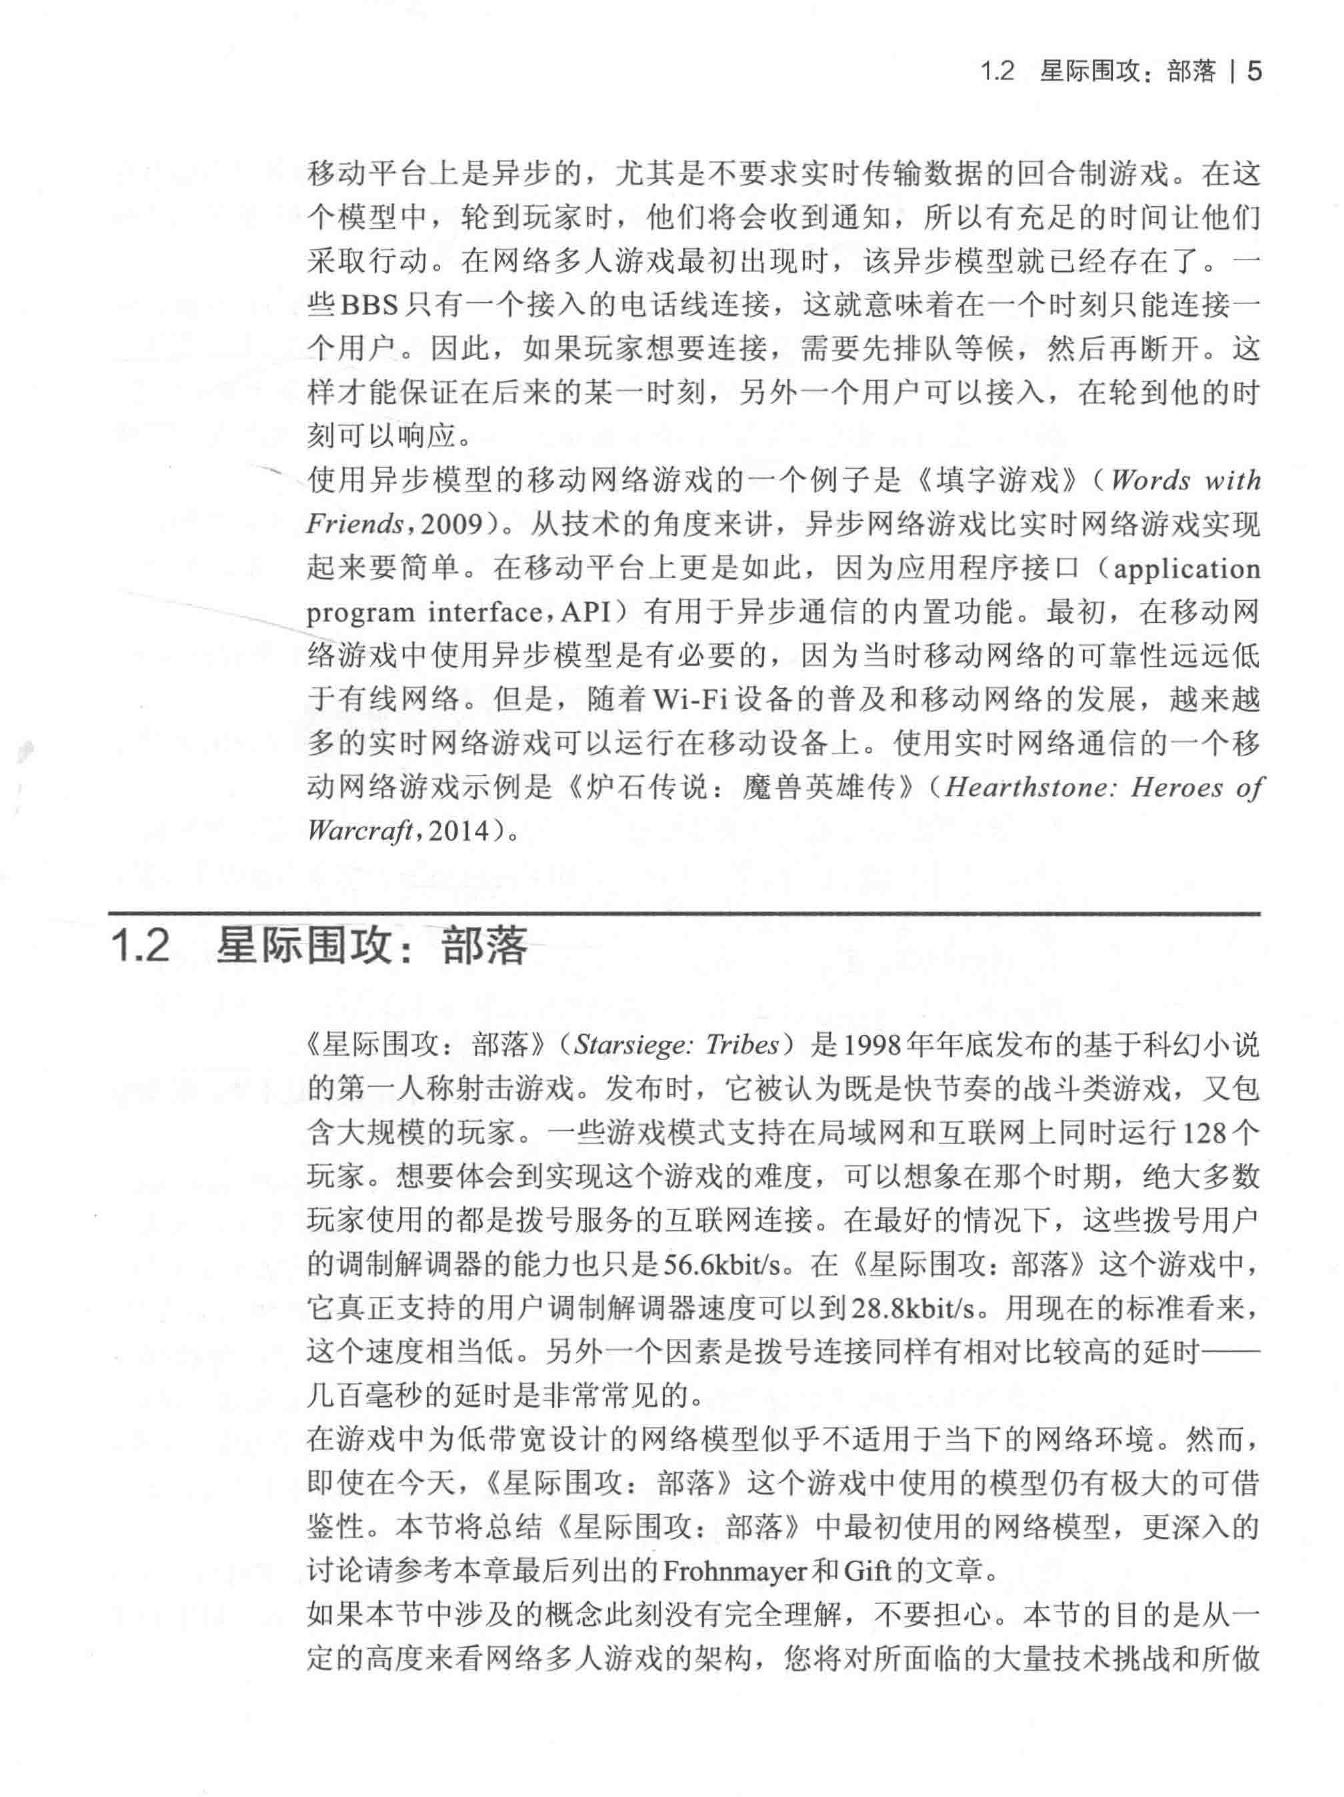 1.2 星际围攻：部落 | 5
移动平台上是异步的，尤其是不要求实时传输数据的回合制游戏。在这
个模型中，轮到玩家时，他们将会收到通知，所以有充足的时间让他们
采取行动。在网络多人游戏最初出现时，该异步模型就已经存在了。一
些BBS只有一个接入的电话线连接，这就意味着在一个时刻只能连接一
个用户。因此，如果玩家想要连接，需要先排队等候，然后再断开。这
样才能保证在后来的某一时刻，另外一个用户可以接入，在轮到他的时
刻可以响应。
使用异步模型的移动网络游戏的一个例子是《填字游戏》（Words with
Friends，2009）。从技术的角度来讲，异步网络游戏比实时网络游戏实现
起来要简单。在移动平台上更是如此，因为应用程序接口（application
program interface，API）有用于异步通信的内置功能。最初，在移动网
络游戏中使用异步模型是有必要的，因为当时移动网络的可靠性远远低
于有线网络。但是，随着Wi-Fi设备的普及和移动网络的发展，越来越
多的实时网络游戏可以运行在移动设备上。使用实时网络通信的一个移
动网络游戏示例是《炉石传说：魔兽英雄传》（Hearthstone: Heroes of
Warcraft，2014）。
1.2 星际围攻：部落
《星际围攻：部落》（Starsiege: Tribes）是1998年年底发布的基于科幻小说
的第一人称射击游戏。发布时，它被认为既是快节奏的战斗类游戏，又包
含大规模的玩家。一些游戏模式支持在局域网和互联网上同时运行128个
玩家。想要体会到实现这个游戏的难度，可以想象在那个时期，绝大多数
玩家使用的都是拨号服务的互联网连接。在最好的情况下，这些拨号用户
的调制解调器的能力也只是56.6kbit/s。在《星际围攻：部落》这个游戏中，
它真正支持的用户调制解调器速度可以到28.8kbit/s。用现在的标准看来，
这个速度相当低。另外一个因素是拨号连接同样有相对比较高的延时——
几百毫秒的延时是非常常见的。
在游戏中为低带宽设计的网络模型似乎不适用于当下的网络环境。然而，
即使在今天，《星际围攻：部落》这个游戏中使用的模型仍有极大的可借
鉴性。本节将总结《星际围攻：部落》中最初使用的网络模型，更深入的
讨论请参考本章最后列出的Frohnmayer和Gift的文章。
如果本节中涉及的概念此刻没有完全理解，不要担心。本节的目的是从一
定的高度来看网络多人游戏的架构，您将对所面临的大量技术挑战和所做